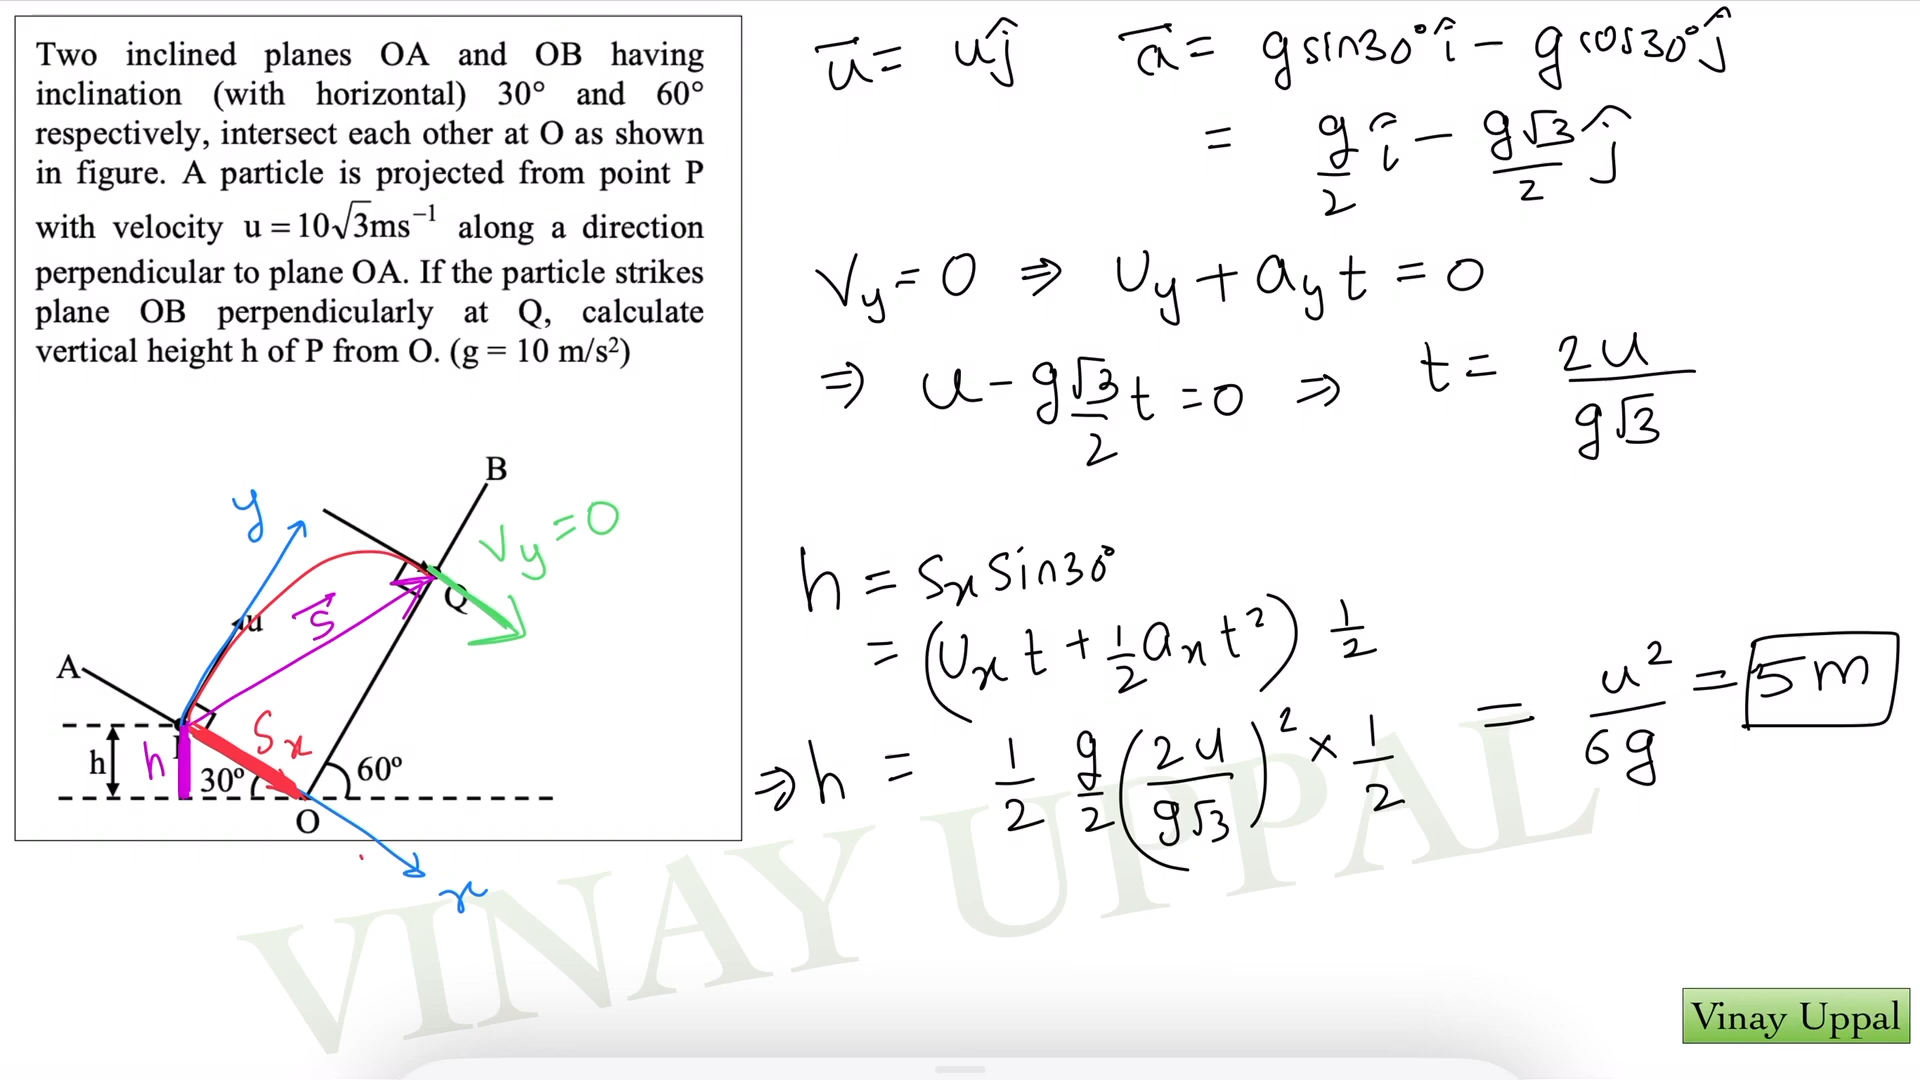 Two inclined planes OA and OB having
inclination (with horizontal) 30° and 60°
respectively, intersect each other at O as shown
in figure. A particle is projected from point P
with velocity u = 10√3ms⁻¹ along a direction
perpendicular to plane OA. If the particle strikes
plane OB perpendicularly at Q, calculate
vertical height h of P from O. (g = 10 m/s²)
B
y
Vy = 0
Q
S
u
A
Sx
h
h
30°
60°
O
x
u = uĵ  a = g sin30° î − g cos30° ĵ
= g/2 î − g√3/2 ĵ
Vy = 0 ⇒ Uy + ay t = 0
⇒ u − g√3/2 t = 0 ⇒ t = 2u/g√3
h = Sx sin30°
= (Ux t + 1/2 ax t²) 1/2
⇒ h = 1/2 g/2 (2u/g√3)² × 1/2 = u²/6g = 5m
VINAY UPPAL
Vinay Uppal